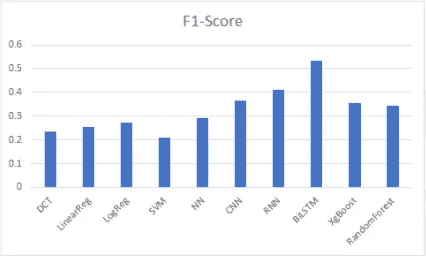 F1-Score
0.6
0.5
0.4
0.3
0.2
0.1
0
DCT
LinearReg
LogReg
SVM
NN
CNN
RNN
BiLSTM
XgBoost
RandomForest